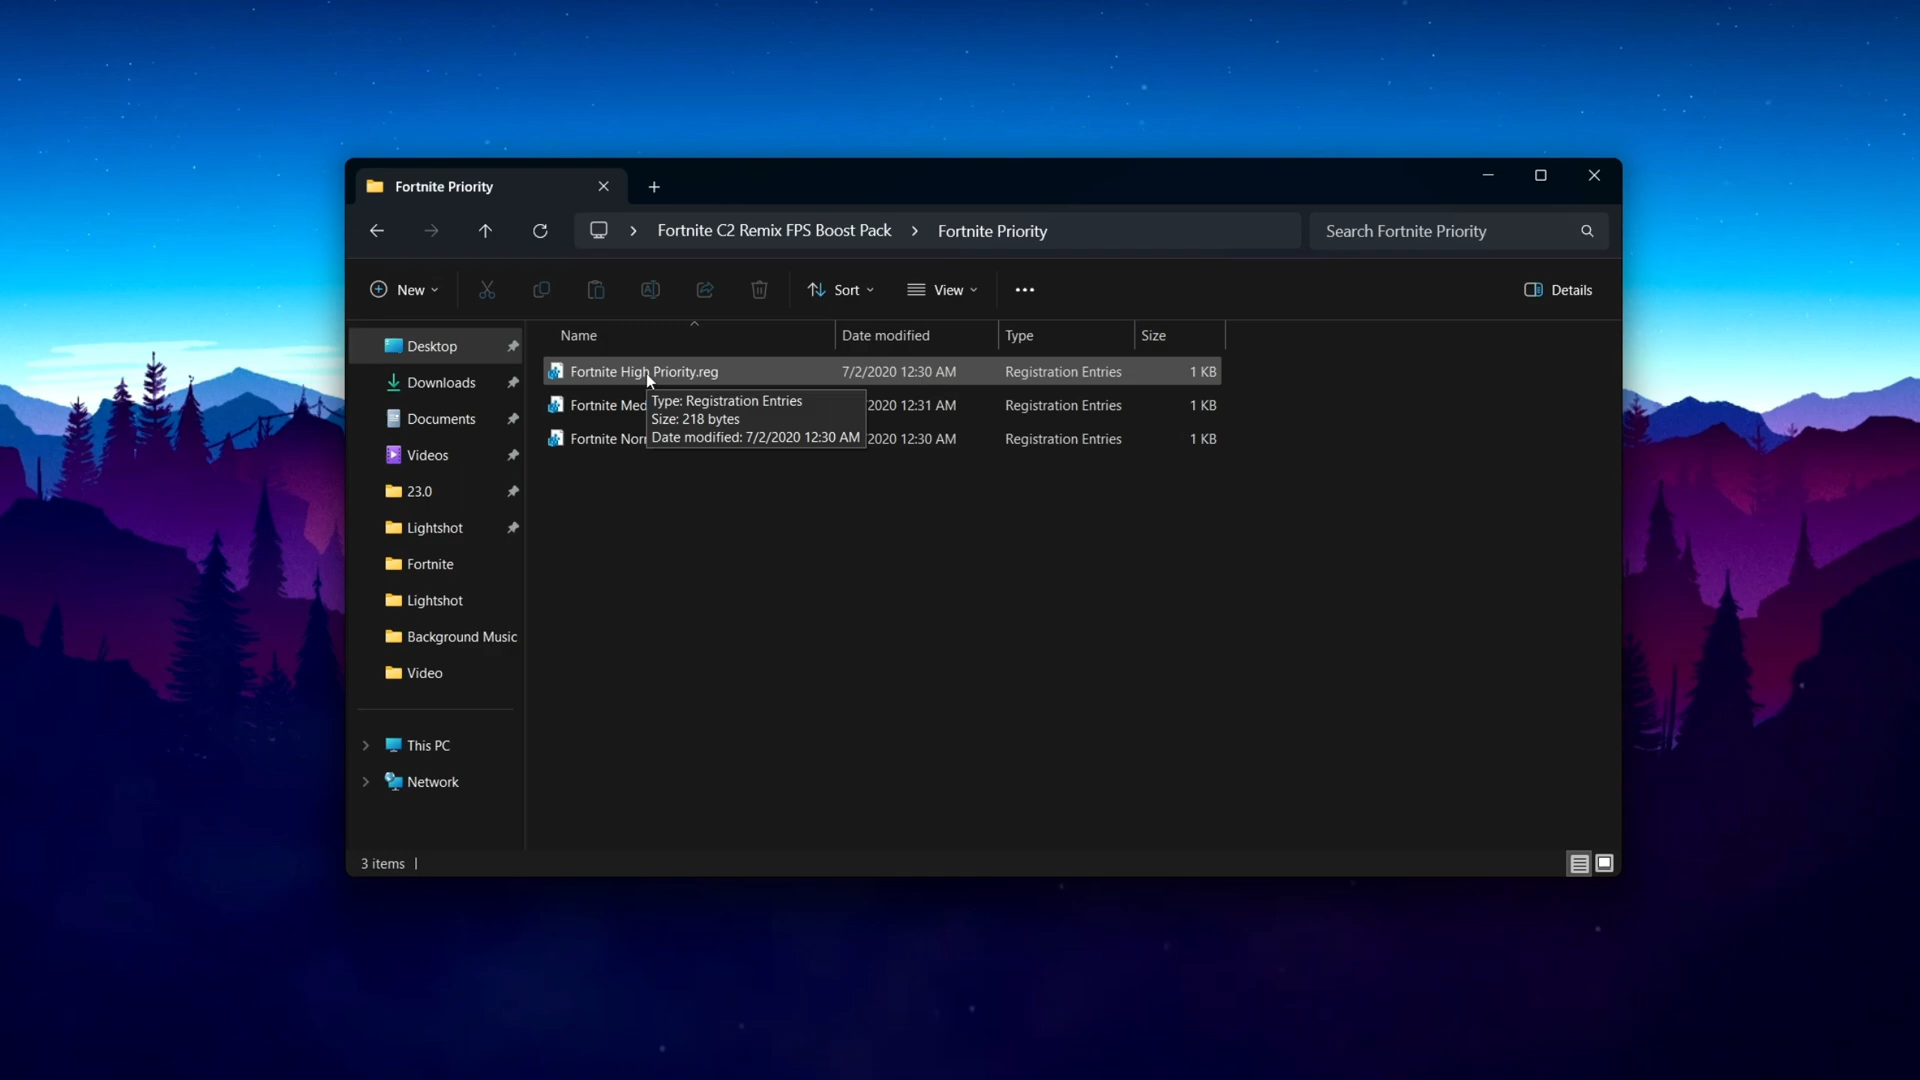 Fortnite Priority
Fortnite C2 Remix FPS Boost Pack > Fortnite Priority
Search Fortnite Priority
New
Sort
View
Details
Name Date modified Type Size
Desktop
Downloads
Documents
Videos
23.0
Lightshot
Fortnite
Lightshot
Background Music
Video
This PC
Network
Fortnite High Priority.reg 7/2/2020 12:30 AM Registration Entries 1 KB
Fortnite Med 2020 12:31 AM Registration Entries 1 KB
Fortnite Nor 2020 12:30 AM Registration Entries 1 KB
Type: Registration Entries
Size: 218 bytes
Date modified: 7/2/2020 12:30 AM
3 items